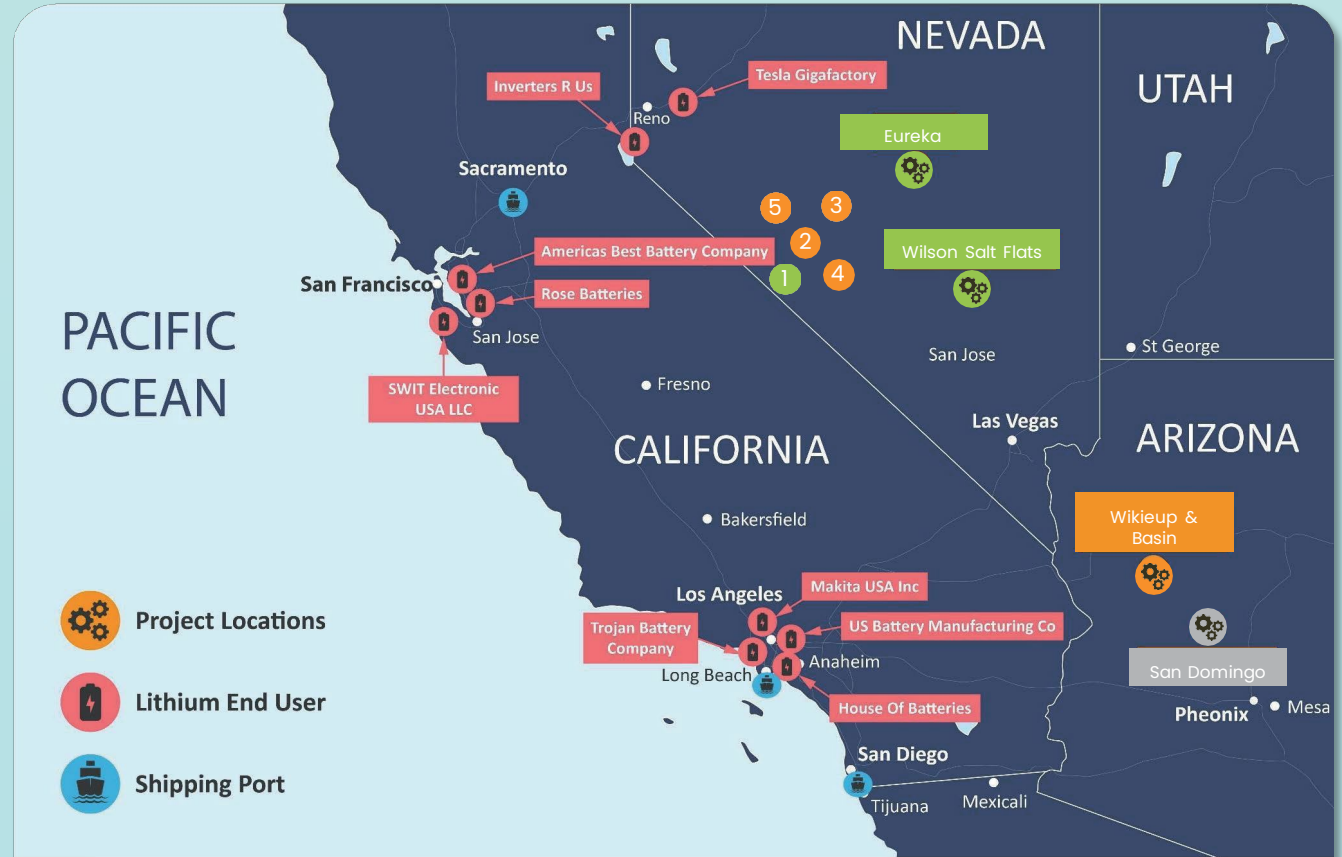 NEVADA
UTAH
Tesla Gigafactory
Inverters R Us
Reno
Eureka
Sacramento
5
3
2
Americas Best Battery Company
Wilson Salt Flats
1
4
San Francisco
Rose Batteries
PACIFIC
OCEAN
San Jose
San Jose
St George
SWIT Electronic
USA LLC
Fresno
Las Vegas
CALIFORNIA
ARIZONA
Bakersfield
Wikieup &
Basin
Los Angeles
Makita USA Inc
Project Locations
Trojan Battery
Company
US Battery Manufacturing Co
Anaheim
Long Beach
San Domingo
Lithium End User
House Of Batteries
Pheonix
Mesa
San Diego
Shipping Port
Tijuana
Mexicali